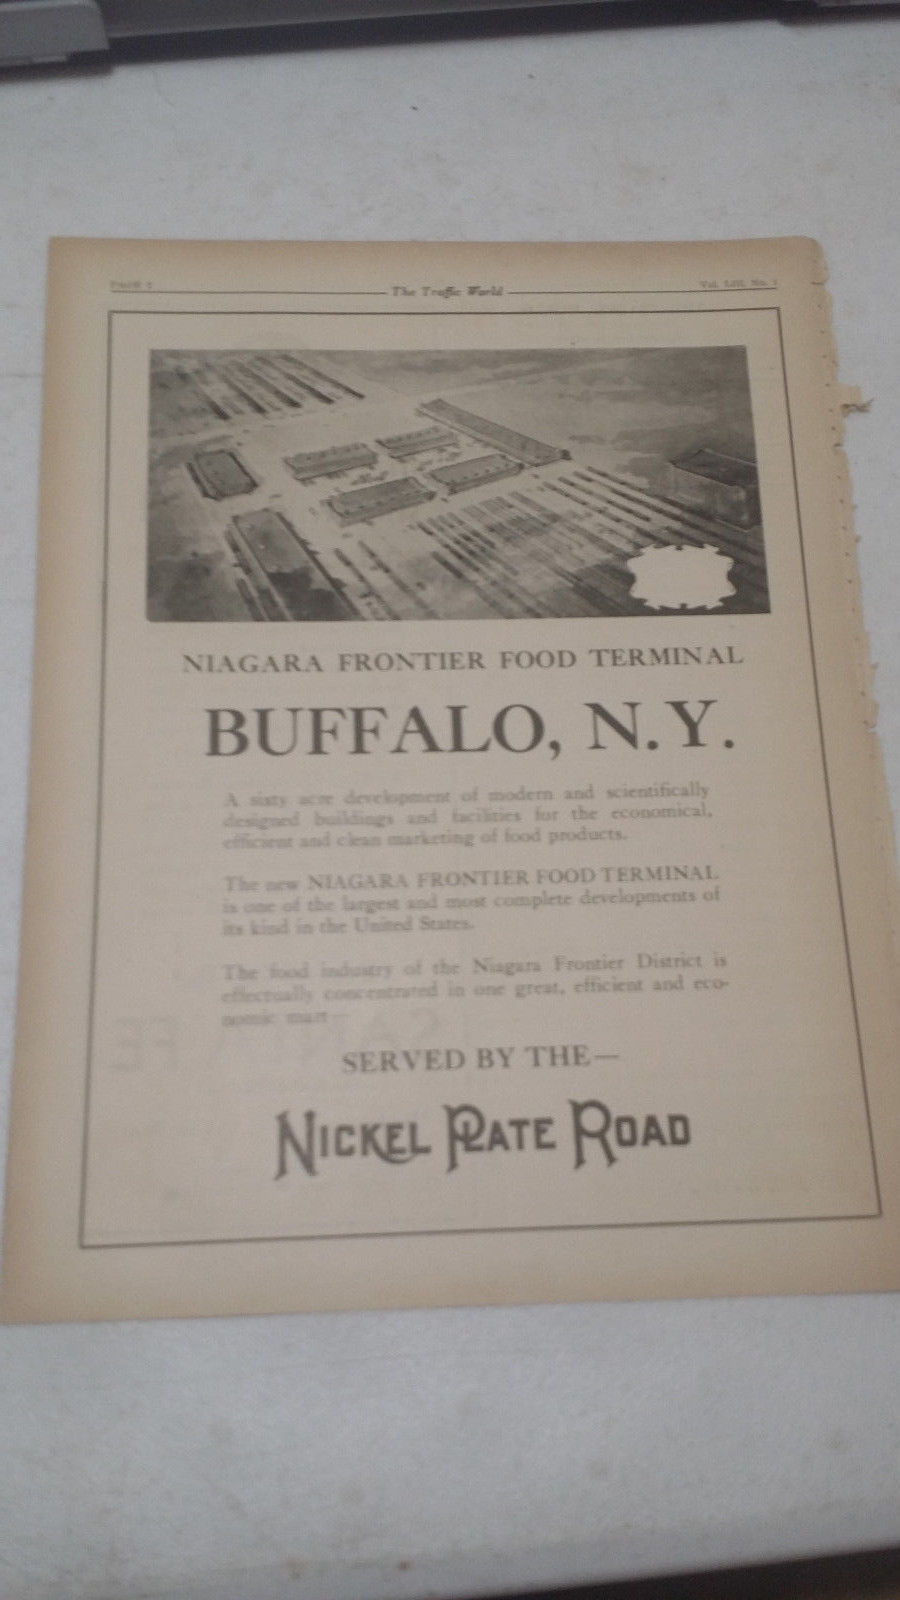 The Traffic World
Vol. LIII, No. 1
NIAGARA FRONTIER FOOD TERMINAL
BUFFALO, N.Y.
A sixty acre development of modern and scientifically
designed buildings and facilities for the economical,
efficient and clean marketing of food products.
The new NIAGARA FRONTIER FOOD TERMINAL
is one of the largest and most complete developments of
its kind in the United States.
The food industry of the Niagara Frontier District is
effectually concentrated in one great, efficient and eco-
nomic mart—
SERVED BY THE—
NICKEL PLATE ROAD